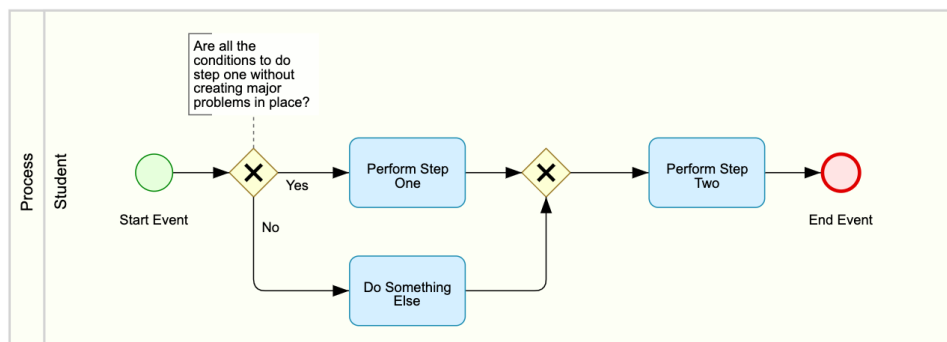 Are all the
conditions to do
step one without
creating major
problems in place?
Process
Student
Start Event
Yes
No
Perform Step
One
Do Something
Else
Perform Step
Two
End Event